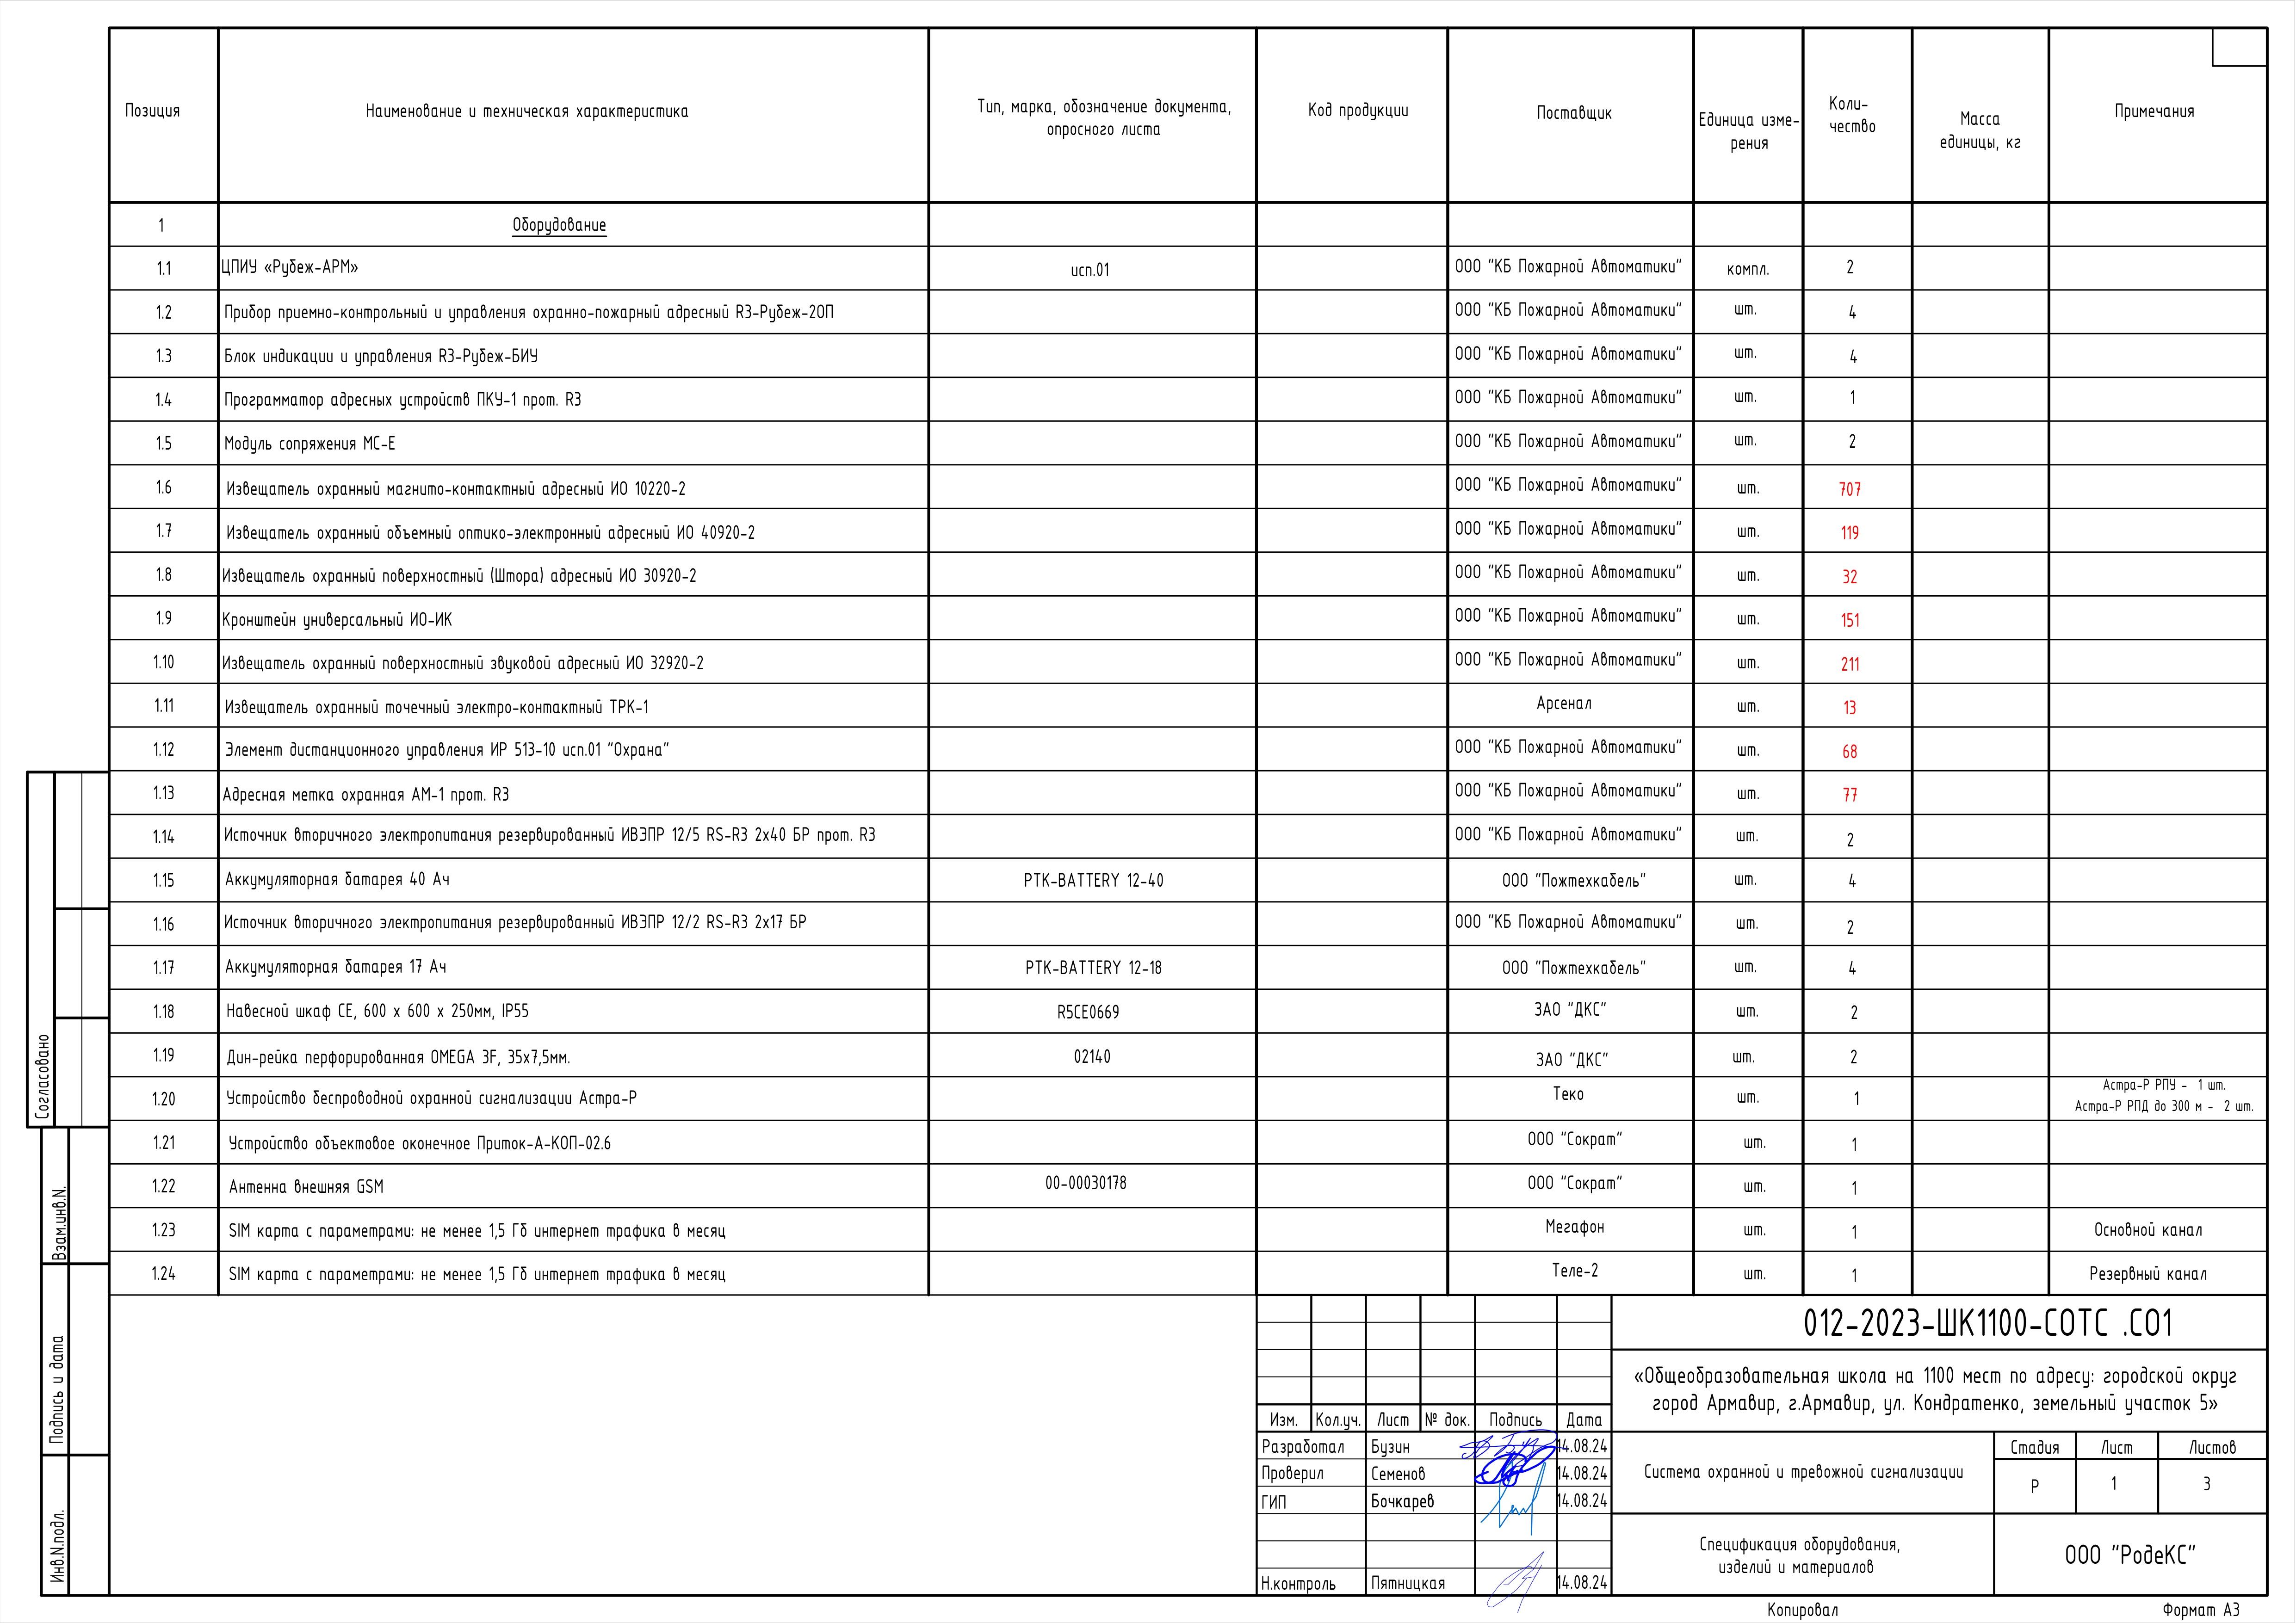 Позиция Наименование и техническая характеристика Тип, марка, обозначение документа, опросного листа Код продукции Поставщик Единица изме-рения Коли-чество Масса единицы, кг Примечания
1 Оборудование
1.1 ЦПИУ «Рубеж-АРМ» исп.01 ООО "КБ Пожарной Автоматики" компл. 2
1.2 Прибор приемно-контрольный и управления охранно-пожарный адресный R3-Рубеж-2ОП ООО "КБ Пожарной Автоматики" шт. 4
1.3 Блок индикации и управления R3-Рубеж-БИУ ООО "КБ Пожарной Автоматики" шт. 4
1.4 Программатор адресных устройств ПКУ-1 прот. R3 ООО "КБ Пожарной Автоматики" шт. 1
1.5 Модуль сопряжения МС-Е ООО "КБ Пожарной Автоматики" шт. 2
1.6 Извещатель охранный магнито-контактный адресный ИО 10220-2 ООО "КБ Пожарной Автоматики" шт. 707
1.7 Извещатель охранный объемный оптико-электронный адресный ИО 40920-2 ООО "КБ Пожарной Автоматики" шт. 119
1.8 Извещатель охранный поверхностный (Штора) адресный ИО 30920-2 ООО "КБ Пожарной Автоматики" шт. 32
1.9 Кронштейн универсальный ИО-ИК ООО "КБ Пожарной Автоматики" шт. 151
1.10 Извещатель охранный поверхностный звуковой адресный ИО 32920-2 ООО "КБ Пожарной Автоматики" шт. 211
1.11 Извещатель охранный точечный электро-контактный ТРК-1 Арсенал шт. 13
1.12 Элемент дистанционного управления ИР 513-10 исп.01 "Охрана" ООО "КБ Пожарной Автоматики" шт. 68
1.13 Адресная метка охранная АМ-1 прот. R3 ООО "КБ Пожарной Автоматики" шт. 77
1.14 Источник вторичного электропитания резервированный ИВЭПР 12/5 RS-R3 2х40 БР прот. R3 ООО "КБ Пожарной Автоматики" шт. 2
1.15 Аккумуляторная батарея 40 Ач PTK-BATTERY 12-40 ООО "Пожтехкабель" шт. 4
1.16 Источник вторичного электропитания резервированный ИВЭПР 12/2 RS-R3 2х17 БР ООО "КБ Пожарной Автоматики" шт. 2
1.17 Аккумуляторная батарея 17 Ач PTK-BATTERY 12-18 ООО "Пожтехкабель" шт. 4
1.18 Навесной шкаф CE, 600 x 600 x 250мм, IP55 R5CE0669 ЗАО "ДКС" шт. 2
1.19 Дин-рейка перфорированная OMEGA 3F, 35х7,5мм. 02140 ЗАО "ДКС" шт. 2
1.20 Устройство беспроводной охранной сигнализации Астра-Р Теко шт. 1 Астра-Р РПУ - 1 шт.
Астра-Р РПД до 300 м - 2 шт.
1.21 Устройство объектовое оконечное Приток-А-КОП-02.6 ООО "Сократ" шт. 1
1.22 Антенна внешняя GSM 00-00030178 ООО "Сократ" шт. 1
1.23 SIM карта с параметрами: не менее 1,5 Гб интернет трафика в месяц Мегафон шт. 1 Основной канал
1.24 SIM карта с параметрами: не менее 1,5 Гб интернет трафика в месяц Теле-2 шт. 1 Резервный канал
Согласовано
Взам.инв.N.
Подпись и дата
Инв.N.подл.
012-2023-ШК1100-СОТС .СО1
«Общеобразовательная школа на 1100 мест по адресу: городской округ
город Армавир, г.Армавир, ул. Кондратенко, земельный участок 5»
Изм. Кол.уч. Лист № док. Подпись Дата
Разработал Бузин 14.08.24
Проверил Семенов 14.08.24
ГИП Бочкарев 14.08.24
Н.контроль Пятницкая 14.08.24
Система охранной и тревожной сигнализации
Стадия Лист Листов
Р 1 3
Спецификация оборудования,
изделий и материалов
ООО "РодеКС"
Копировал Формат А3